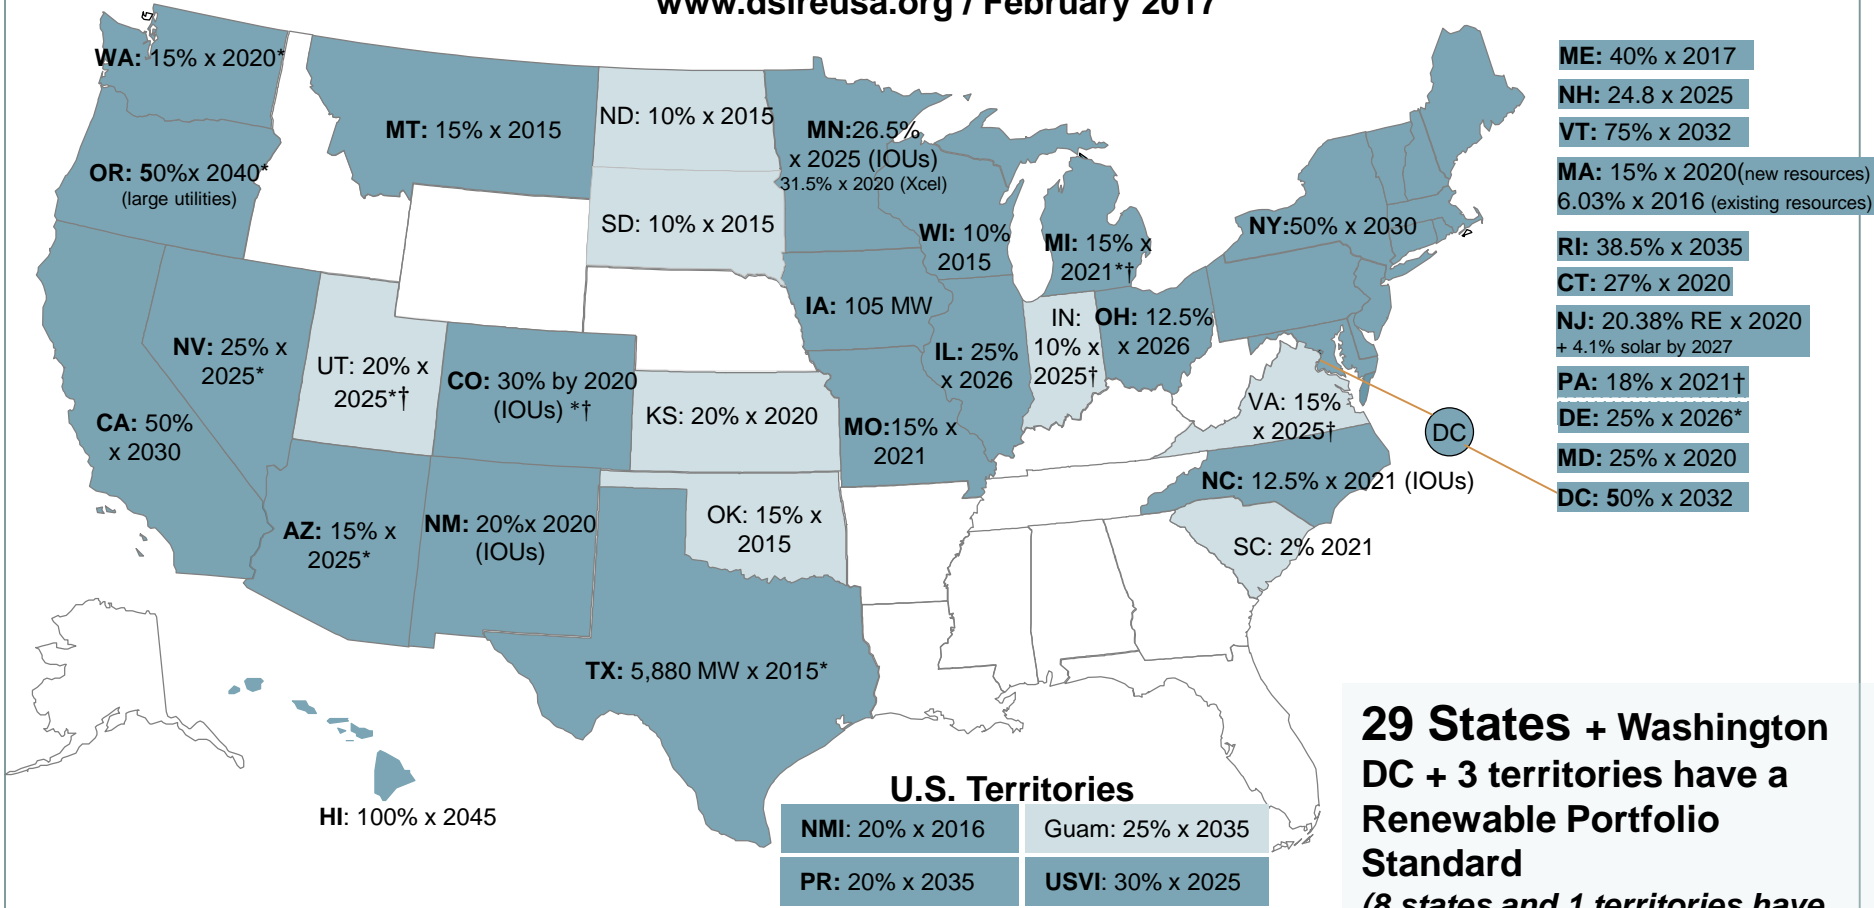 www.dsireusa.org / February 2017
WA: 15% x 2020*
OR: 50%x 2040*
(large utilities)
MT: 15% x 2015
ND: 10% x 2015
SD: 10% x 2015
MN:26.5%
x 2025 (IOUs)
31.5% x 2020 (Xcel)
WI: 10%
2015
MI: 15% x
2021*†
NY:50% x 2030
IA: 105 MW
NV: 25% x
2025*
UT: 20% x
2025*†
CO: 30% by 2020
(IOUs) *†
KS: 20% x 2020
CA: 50%
x 2030
IL: 25%
x 2026
IN:
10% x
2025†
OH: 12.5%
x 2026
MO:15% x
2021
VA: 15%
x 2025†
DC
NC: 12.5% x 2021 (IOUs)
AZ: 15% x
2025*
NM: 20%x 2020
(IOUs)
OK: 15% x
2015
SC: 2% 2021
TX: 5,880 MW x 2015*
HI: 100% x 2045
ME: 40% x 2017
NH: 24.8 x 2025
VT: 75% x 2032
MA: 15% x 2020(new resources)
6.03% x 2016 (existing resources)
RI: 38.5% x 2035
CT: 27% x 2020
NJ: 20.38% RE x 2020
+ 4.1% solar by 2027
PA: 18% x 2021†
DE: 25% x 2026*
MD: 25% x 2020
DC: 50% x 2032
U.S. Territories
NMI: 20% x 2016
Guam: 25% x 2035
PR: 20% x 2035
USVI: 30% x 2025
29 States + Washington
DC + 3 territories have a
Renewable Portfolio
Standard
(8 states and 1 territories have